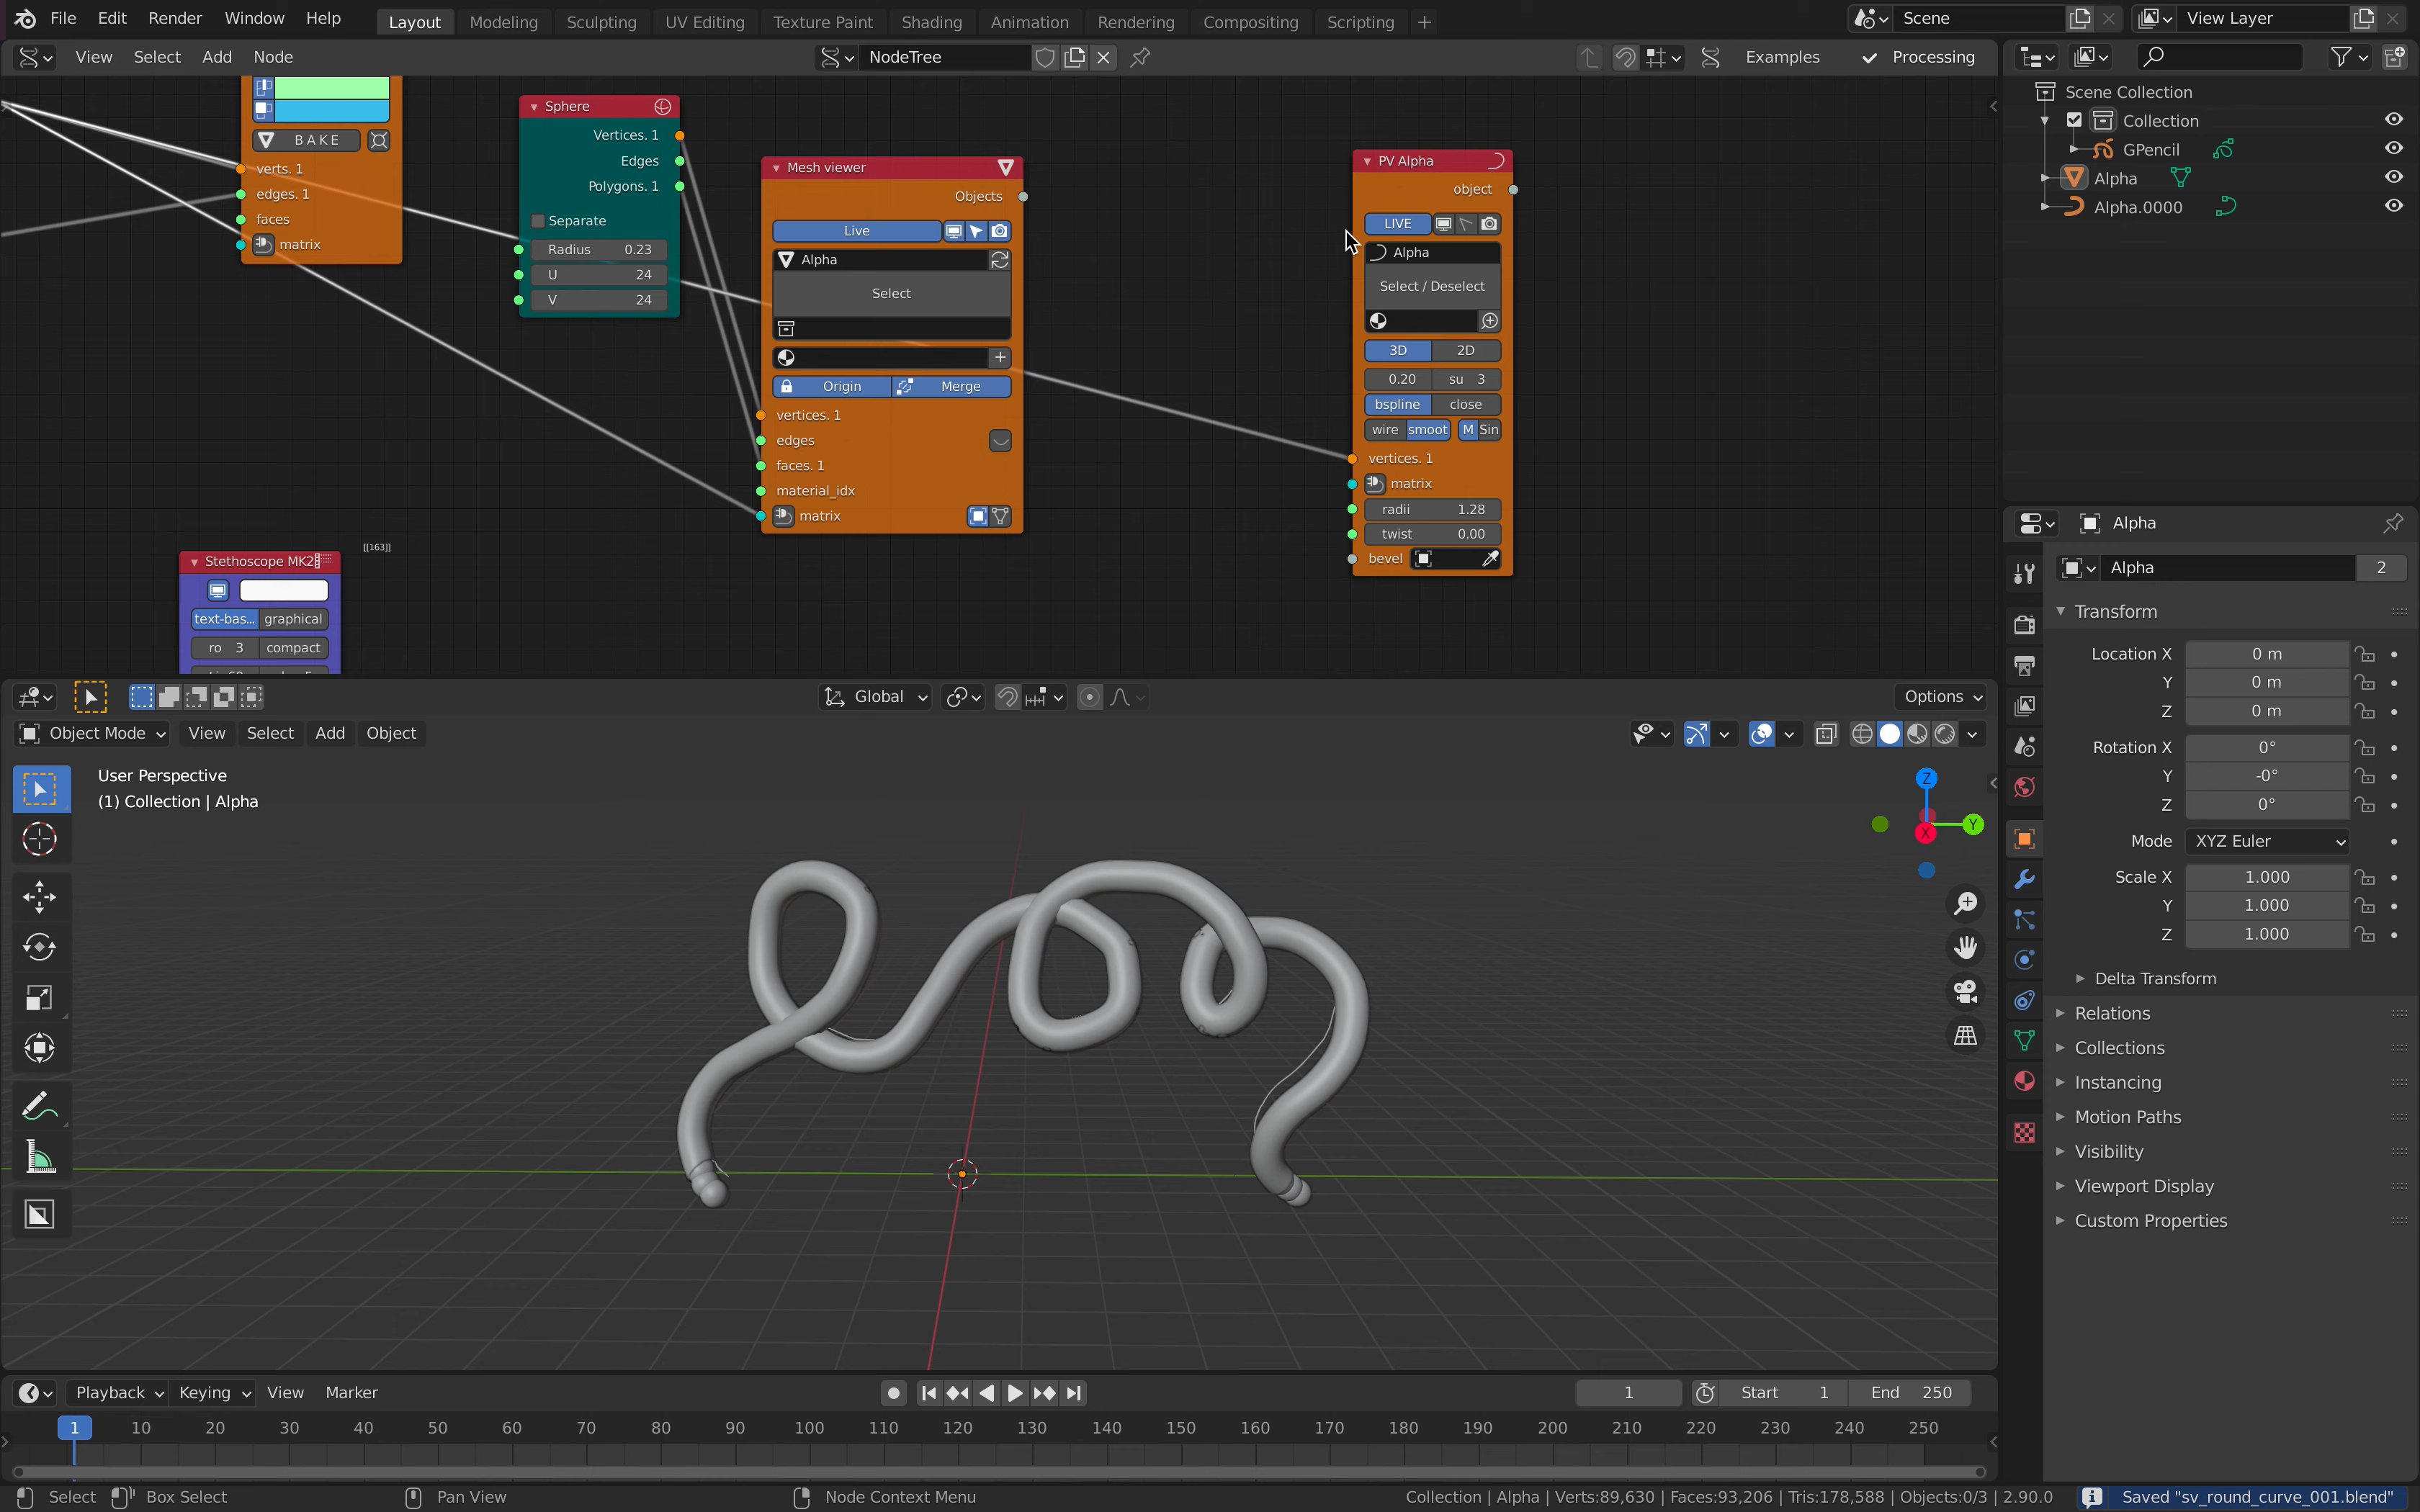 File Edit Render Window Help Layout Modeling Sculpting UV Editing Texture Paint Shading Animation Rendering Compositing Scripting + Scene View Layer
View Select Add Node NodeTree Examples Processing
Scene Collection
Collection
GPencil
Alpha
Alpha.0000
BAKE
verts. 1
edges. 1
faces
matrix
Sphere
Vertices. 1
Edges
Polygons. 1
Separate
Radius 0.23
U 24
V 24
Mesh viewer
Objects
Live
Alpha
Select
Origin Merge
vertices. 1
edges
faces. 1
material_idx
matrix
PV Alpha
object
LIVE
Alpha
Select / Deselect
3D 2D
0.20 su 3
bspline close
wire smoot M Sin
vertices. 1
matrix
radii 1.28
twist 0.00
bevel
[[163]]
Stethoscope MK2
text-bas... graphical
ro 3 compact
Global Options
Object Mode View Select Add Object
User Perspective
(1) Collection | Alpha
Z
Y
X
Alpha
Alpha 2
Transform
Location X 0 m
Y 0 m
Z 0 m
Rotation X 0°
Y -0°
Z 0°
Mode XYZ Euler
Scale X 1.000
Y 1.000
Z 1.000
Delta Transform
Relations
Collections
Instancing
Motion Paths
Visibility
Viewport Display
Custom Properties
Playback Keying View Marker 1 Start 1 End 250
1 10 20 30 40 50 60 70 80 90 100 110 120 130 140 150 160 170 180 190 200 210 220 230 240 250
Select Box Select Pan View Node Context Menu Collection | Alpha | Verts:89,630 | Faces:93,206 | Tris:178,588 | Objects:0/3 | 2.90.0 Saved "sv_round_curve_001.blend"